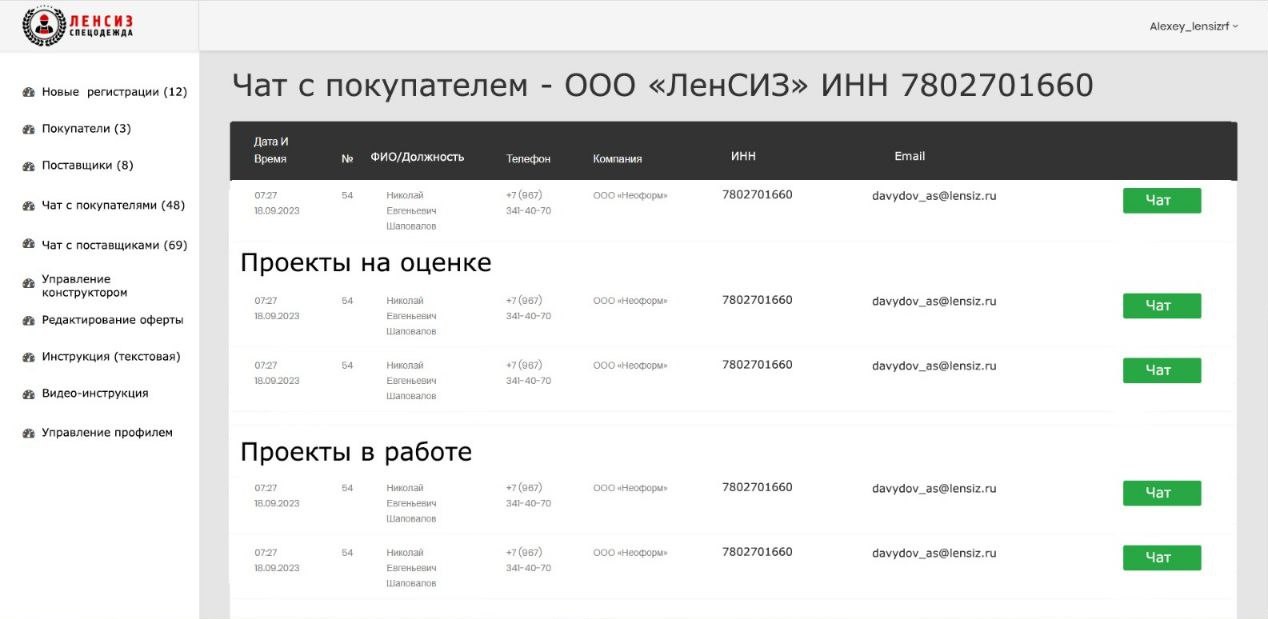 ЛЕНСИЗ
СПЕЦОДЕЖДА
Alexey_lensizrf
Новые регистрации (12)
Покупатели (3)
Поставщики (8)
Чат с покупателями (48)
Чат с поставщиками (69)
Управление
конструктором
Редактирование оферты
Инструкция (текстовая)
Видео-инструкция
Управление профилем
Чат с покупателем - ООО «ЛенСИЗ» ИНН 7802701660
Дата И
Время
№
ФИО/Должность
Телефон
Компания
ИНН
Email
07:27 54 Николай +7 (967) ООО «Неоформ» 7802701660 davydov_as@lensiz.ru Чат
18.09.2023 Евгеньевич 341-40-70
Шаповалов
Проекты на оценке
07:27 54 Николай +7 (967) ООО «Неоформ» 7802701660 davydov_as@lensiz.ru Чат
18.09.2023 Евгеньевич 341-40-70
Шаповалов
07:27 54 Николай +7 (967) ООО «Неоформ» 7802701660 davydov_as@lensiz.ru Чат
18.09.2023 Евгеньевич 341-40-70
Шаповалов
Проекты в работе
07:27 54 Николай +7 (967) ООО «Неоформ» 7802701660 davydov_as@lensiz.ru Чат
18.09.2023 Евгеньевич 341-40-70
Шаповалов
07:27 54 Николай +7 (967) ООО «Неоформ» 7802701660 davydov_as@lensiz.ru Чат
18.09.2023 Евгеньевич 341-40-70
Шаповалов